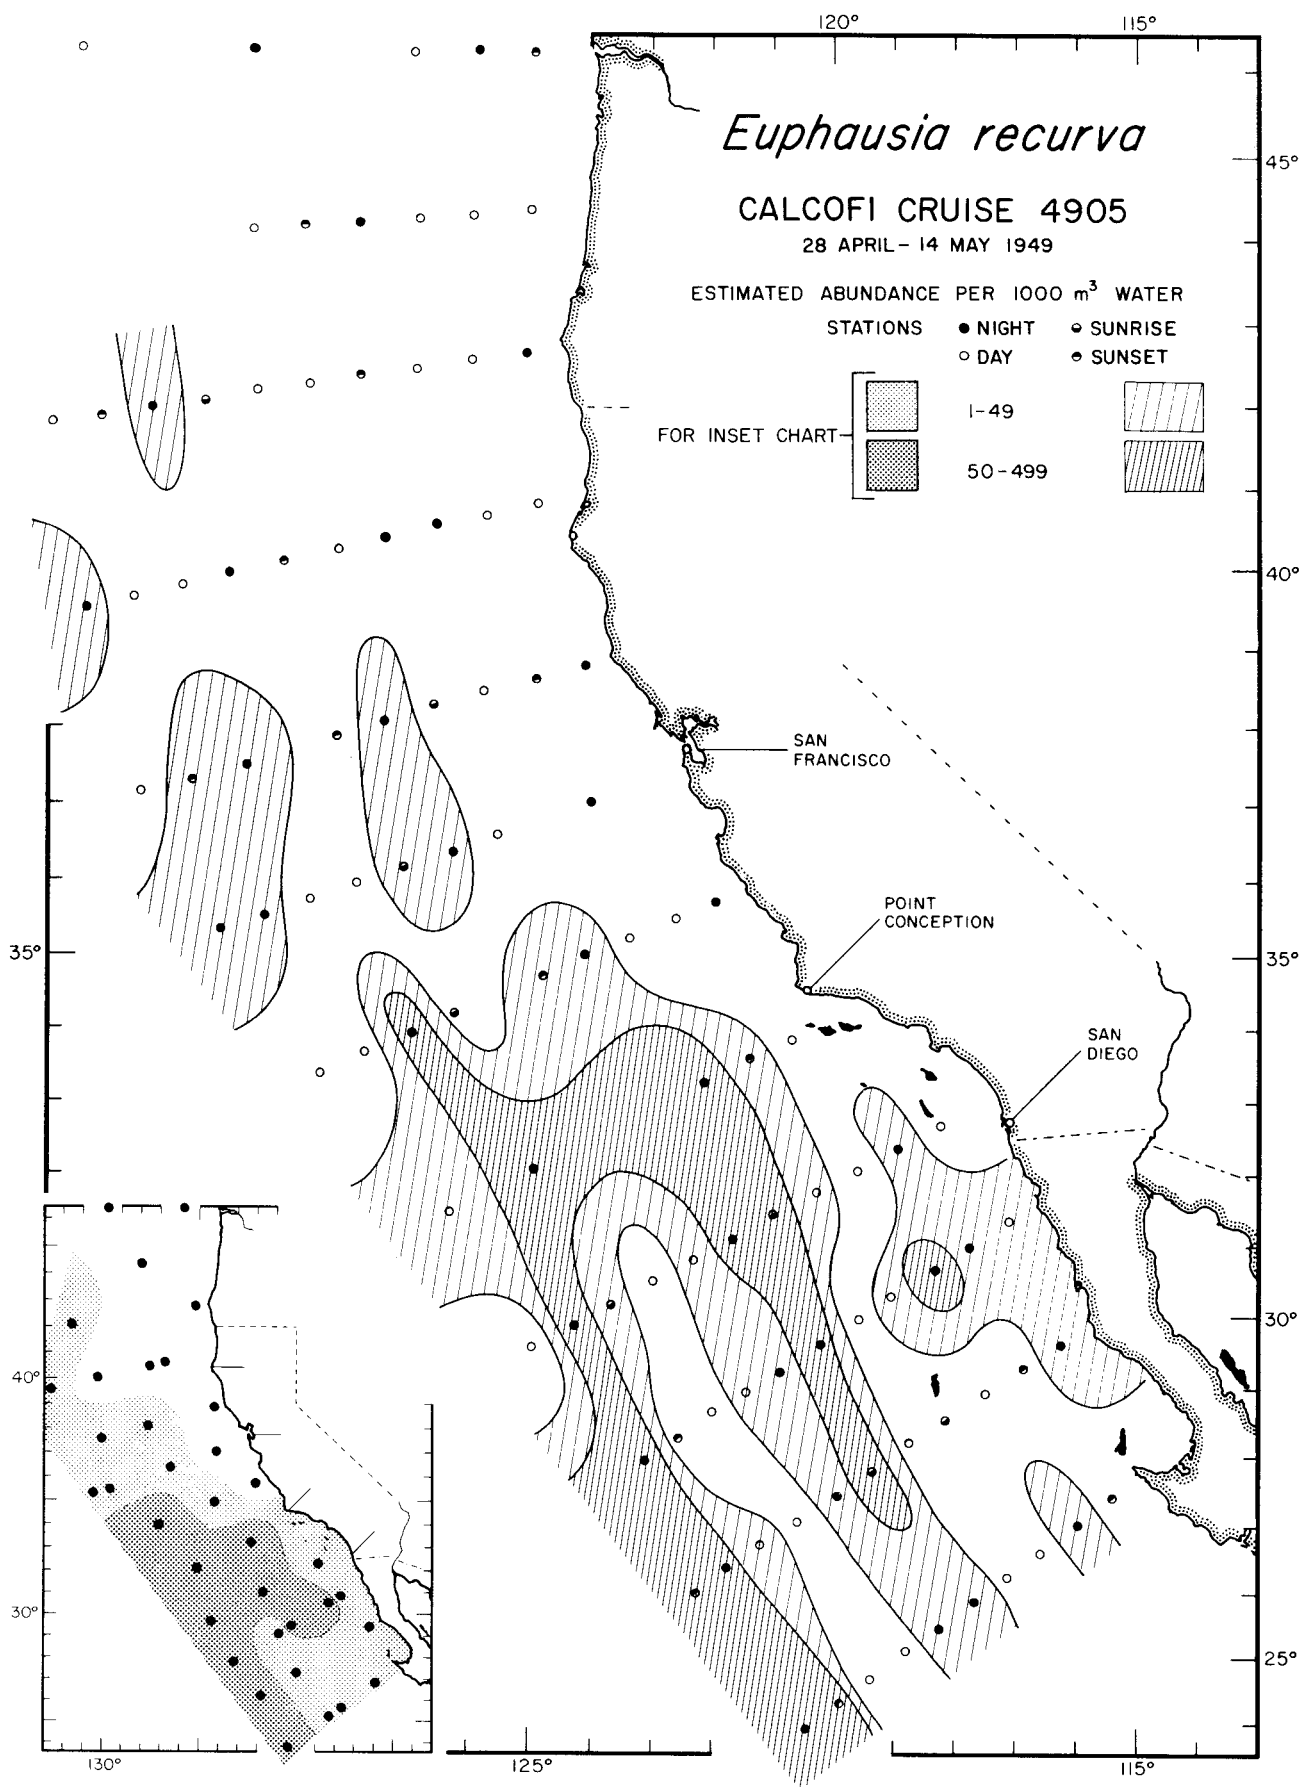 120° 115°
Euphausia recurva
45°
CALCOFI CRUISE 4905
28 APRIL – 14 MAY 1949
ESTIMATED ABUNDANCE PER 1000 m³ WATER
STATIONS NIGHT SUNRISE
DAY SUNSET
1-49
FOR INSET CHART
50-499
40°
SAN
FRANCISCO
POINT
CONCEPTION
35° 35°
SAN
DIEGO
30°
40°
30°
25°
130° 125° 115°